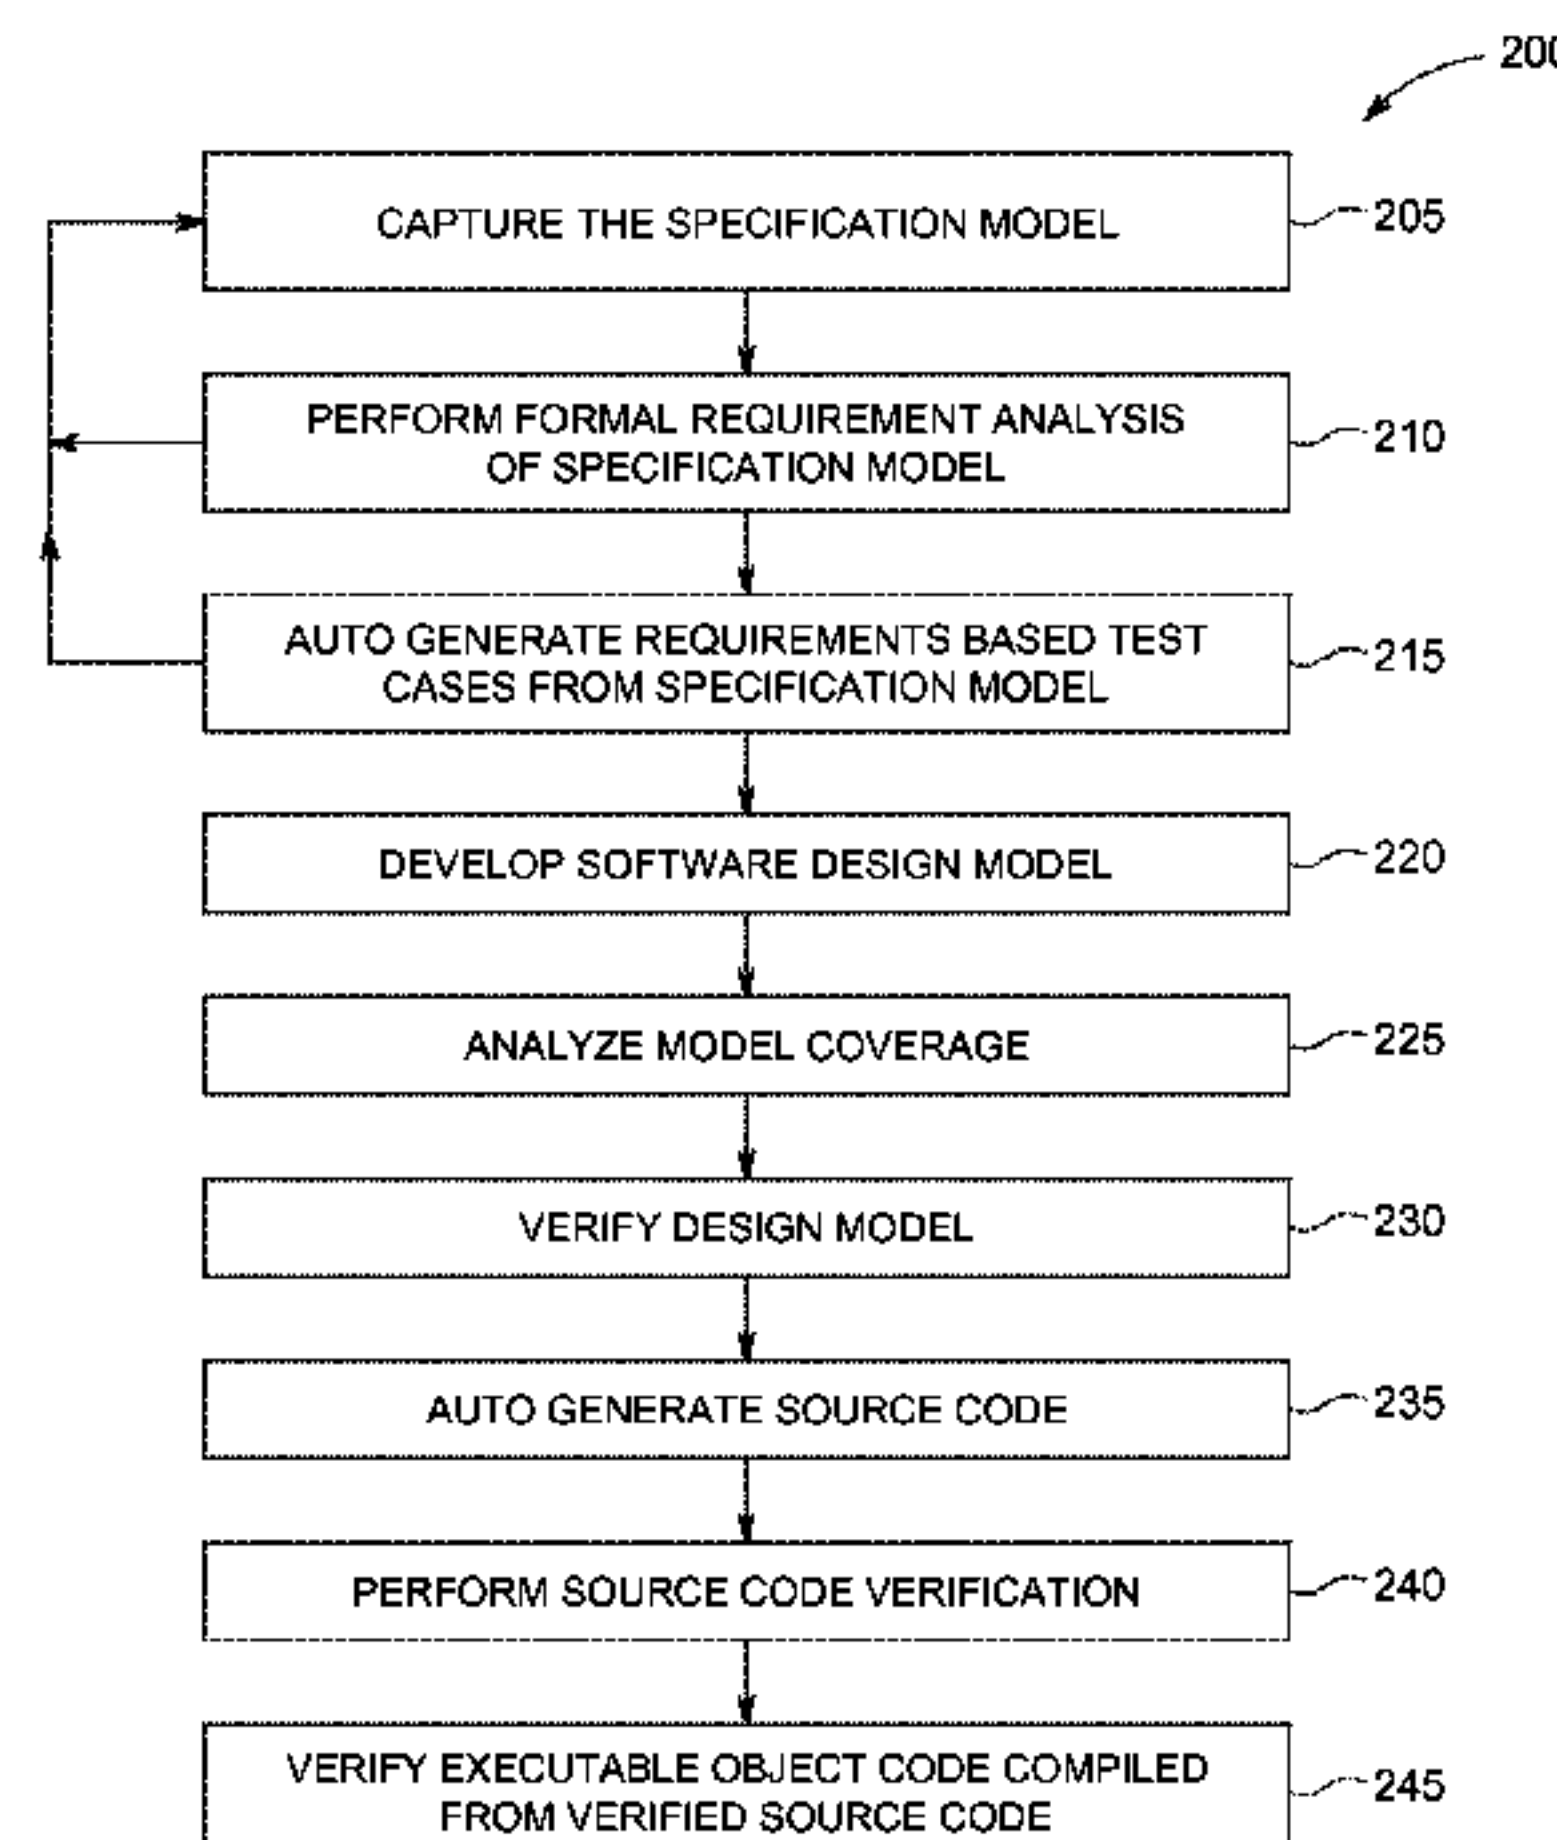 200
CAPTURE THE SPECIFICATION MODEL
205
PERFORM FORMAL REQUIREMENT ANALYSIS
OF SPECIFICATION MODEL
210
AUTO GENERATE REQUIREMENTS BASED TEST
CASES FROM SPECIFICATION MODEL
215
DEVELOP SOFTWARE DESIGN MODEL
220
ANALYZE MODEL COVERAGE
225
VERIFY DESIGN MODEL
230
AUTO GENERATE SOURCE CODE
235
PERFORM SOURCE CODE VERIFICATION
240
VERIFY EXECUTABLE OBJECT CODE COMPILED
FROM VERIFIED SOURCE CODE
245